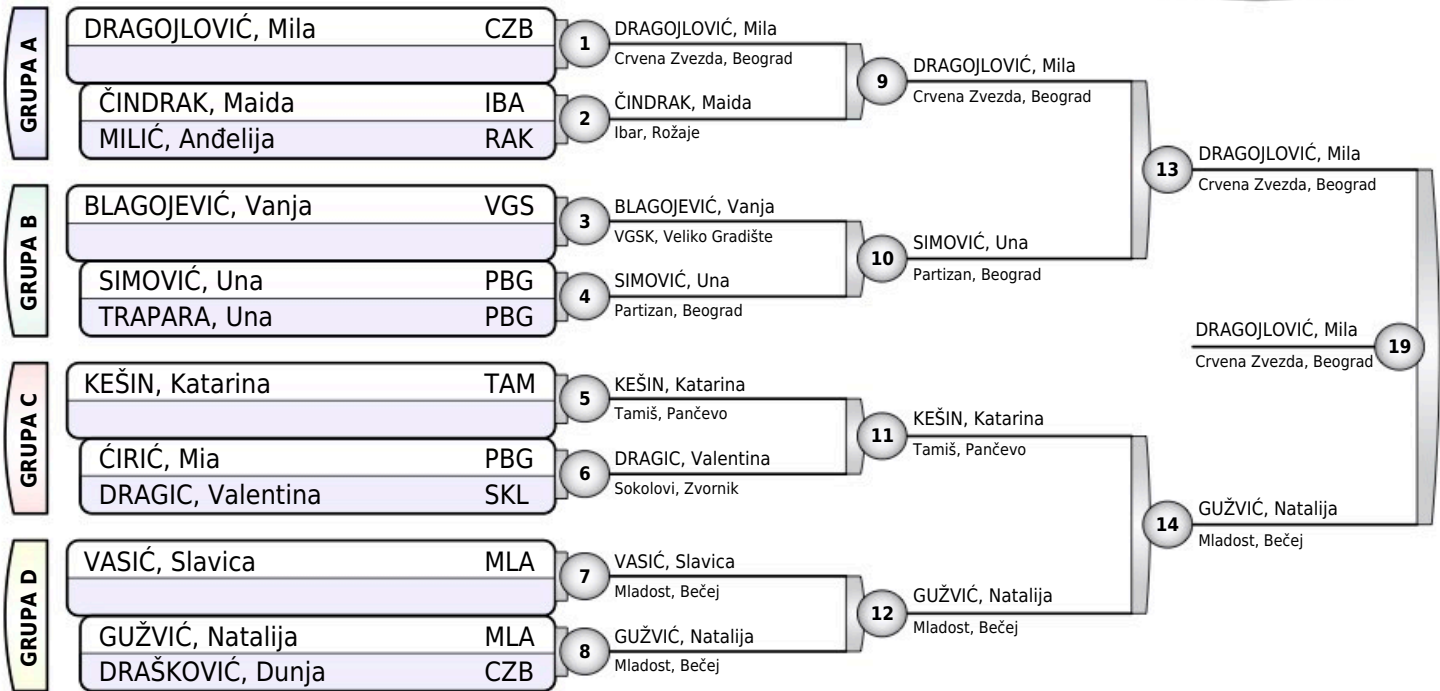 GRUPA A
DRAGOJLOVIĆ, Mila CZB
ČINDRAK, Maida IBA
MILIĆ, Anđelija RAK
GRUPA B
BLAGOJEVIĆ, Vanja VGS
SIMOVIĆ, Una PBG
TRAPARA, Una PBG
GRUPA C
KEŠIN, Katarina TAM
ĆIRIĆ, Mia PBG
DRAGIC, Valentina SKL
GRUPA D
VASIĆ, Slavica MLA
GUŽVIĆ, Natalija MLA
DRAŠKOVIĆ, Dunja CZB
1
DRAGOJLOVIĆ, Mila
Crvena Zvezda, Beograd
2
ČINDRAK, Maida
Ibar, Rožaje
3
BLAGOJEVIĆ, Vanja
VGSK, Veliko Gradište
4
SIMOVIĆ, Una
Partizan, Beograd
5
KEŠIN, Katarina
Tamiš, Pančevo
6
DRAGIC, Valentina
Sokolovi, Zvornik
7
VASIĆ, Slavica
Mladost, Bečej
8
GUŽVIĆ, Natalija
Mladost, Bečej
9
DRAGOJLOVIĆ, Mila
Crvena Zvezda, Beograd
10
SIMOVIĆ, Una
Partizan, Beograd
11
KEŠIN, Katarina
Tamiš, Pančevo
12
GUŽVIĆ, Natalija
Mladost, Bečej
13
DRAGOJLOVIĆ, Mila
Crvena Zvezda, Beograd
14
GUŽVIĆ, Natalija
Mladost, Bečej
DRAGOJLOVIĆ, Mila
Crvena Zvezda, Beograd
19